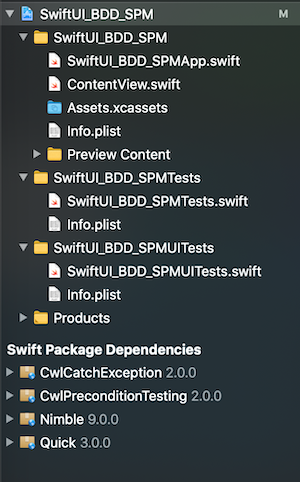 SwiftUI_BDD_SPM M
SwiftUI_BDD_SPM
SwiftUI_BDD_SPMApp.swift
ContentView.swift
Assets.xcassets
Info.plist
Preview Content
SwiftUI_BDD_SPMTests
SwiftUI_BDD_SPMTests.swift
Info.plist
SwiftUI_BDD_SPMUITests
SwiftUI_BDD_SPMUITests.swift
Info.plist
Products
Swift Package Dependencies
CwlCatchException 2.0.0
CwlPreconditionTesting 2.0.0
Nimble 9.0.0
Quick 3.0.0